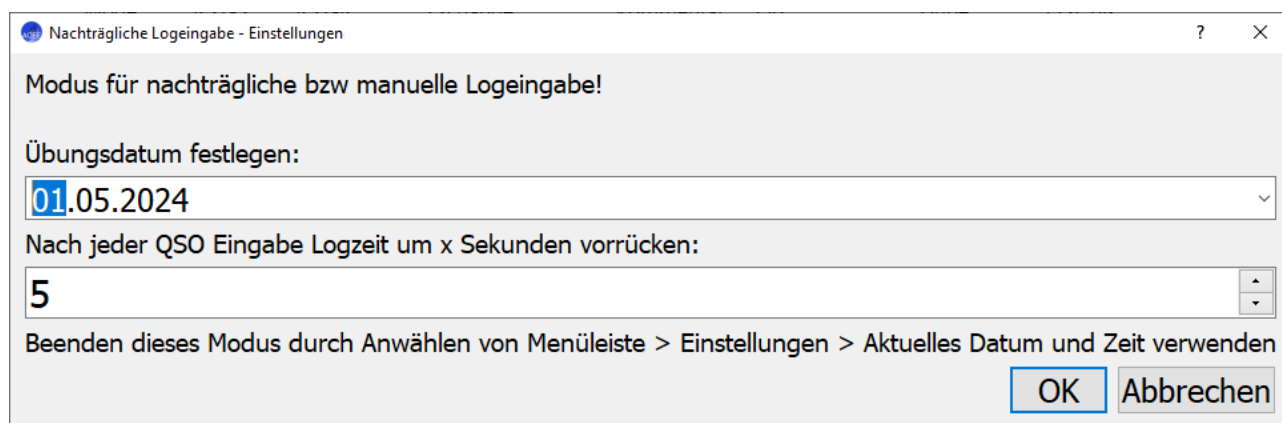 Nachträgliche Logeingabe - Einstellungen
Modus für nachträgliche bzw manuelle Logeingabe!
Übungsdatum festlegen:
01.05.2024
Nach jeder QSO Eingabe Logzeit um x Sekunden vorrücken:
5
Beenden dieses Modus durch Anwählen von Menüleiste > Einstellungen > Aktuelles Datum und Zeit verwenden
OK Abbrechen